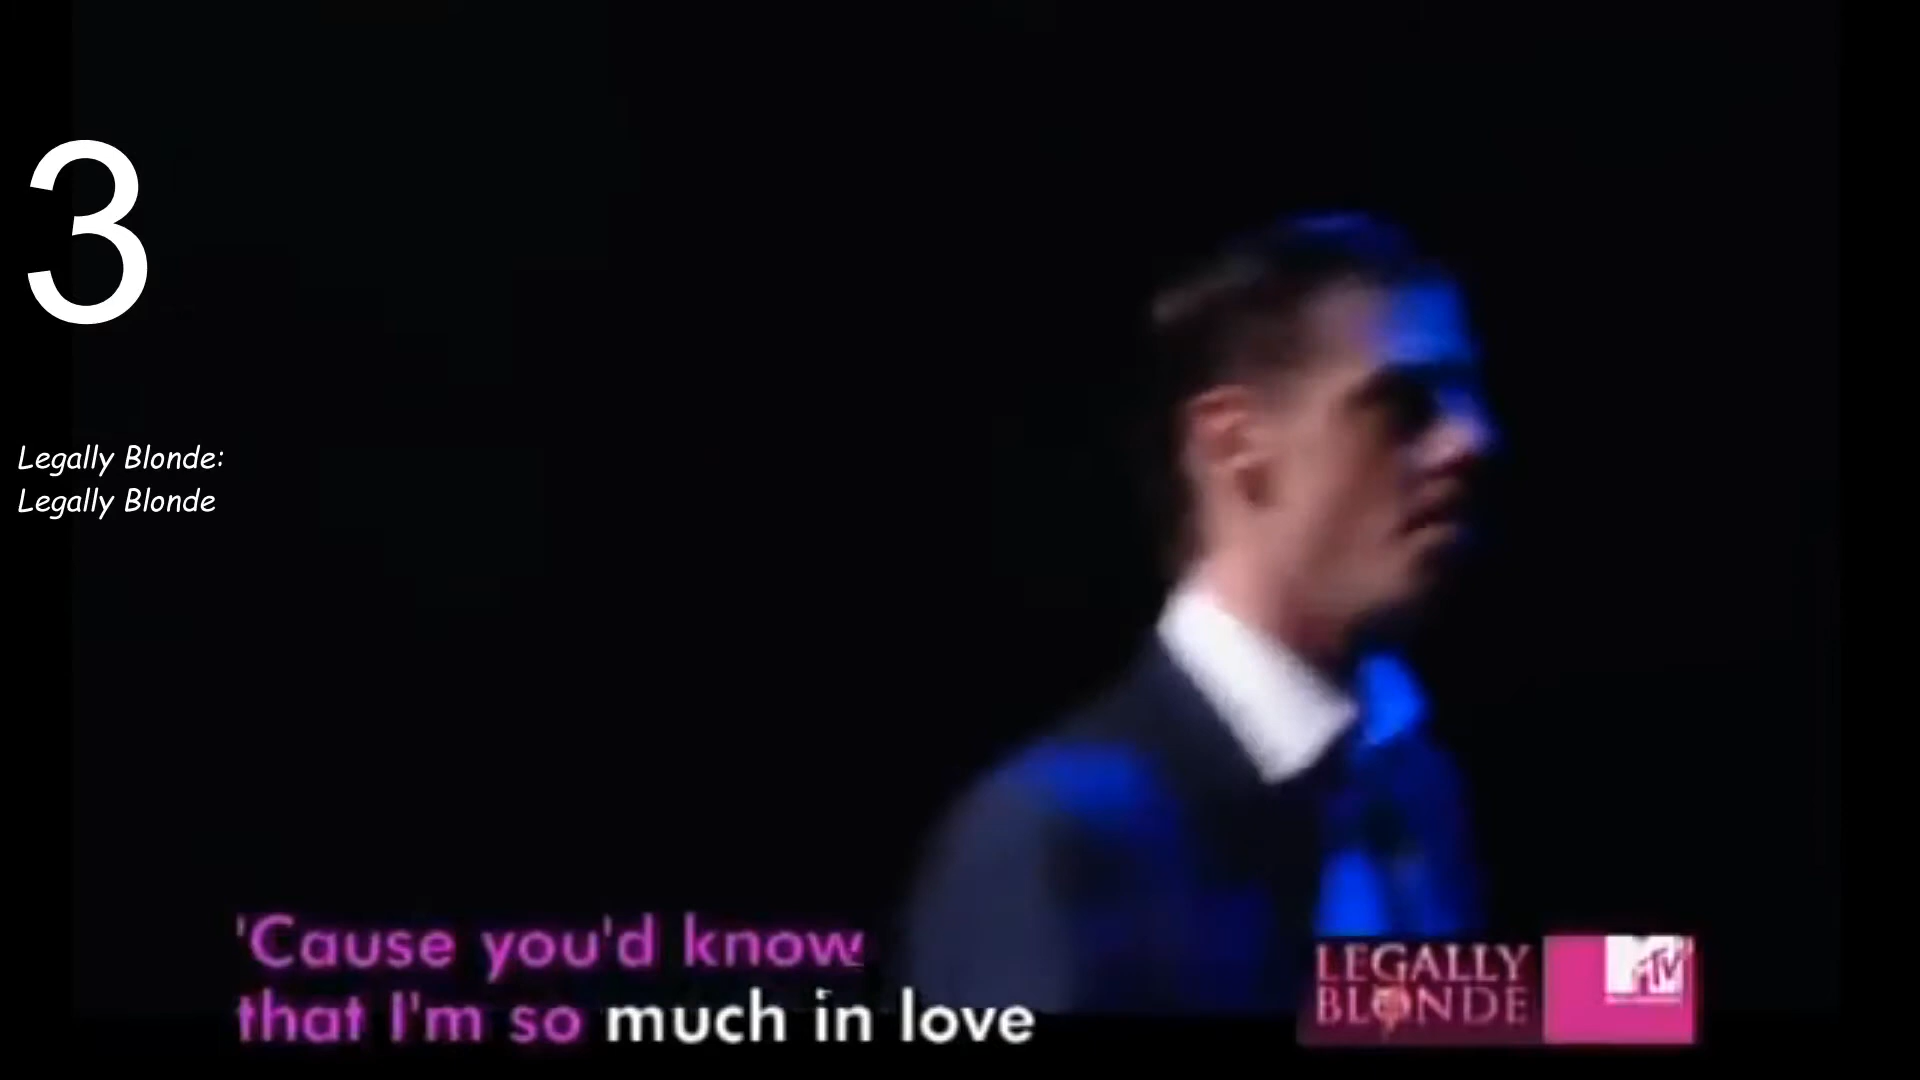 3
Legally Blonde:
Legally Blonde
'Cause you'd know
that I'm so much in love
LEGALLY
BLONDE
MTV